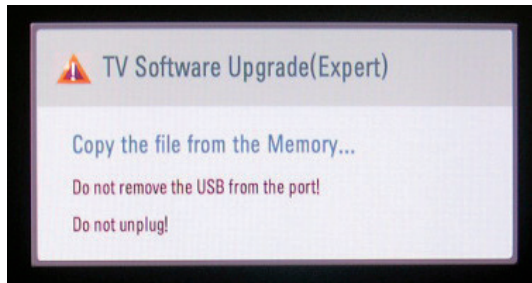 TV Software Upgrade(Expert)
Copy the file from the Memory...
Do not remove the USB from the port!
Do not unplug!